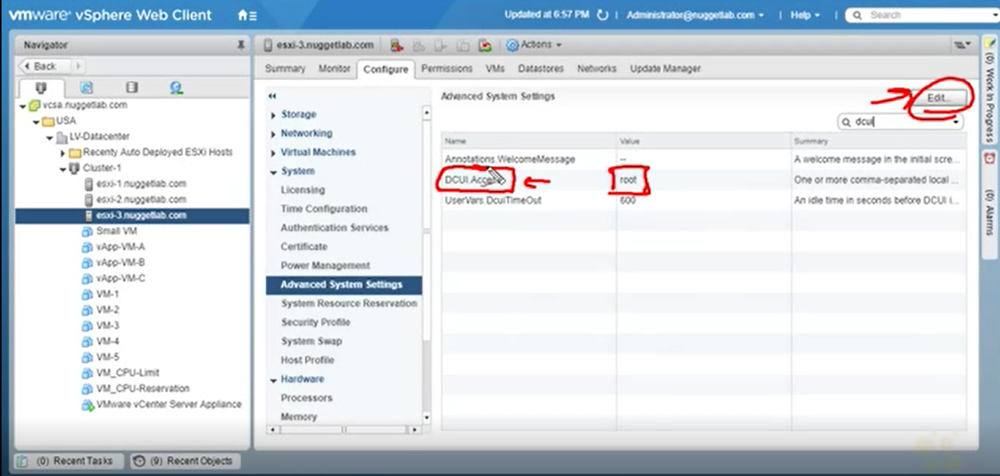 vmware® vSphere Web Client
Updated at 6:57 PM | Administrator@nuggetlab.com | Help | Search
Navigator
Back
vcsa.nuggetlab.com
USA
LV-Datacenter
Recenty Auto Deployed ESXi Hosts
Cluster-1
esxi-1.nuggetlab.com
esxi-2.nuggetlab.com
esxi-3.nuggetlab.com
Small VM
vApp-VM-A
vApp-VM-B
vApp-VM-C
VM-1
VM-2
VM-3
VM-4
VM-5
VM_CPU-Limit
VM_CPU-Reservation
VMware vCenter Server Appliance
esxi-3.nuggetlab.com Actions
Summary Monitor Configure Permissions VMs Datastores Networks Update Manager
Storage
Networking
Virtual Machines
System
Licensing
Time Configuration
Authentication Services
Certificate
Power Management
Advanced System Settings
System Resource Reservation
Security Profile
System Swap
Host Profile
Hardware
Processors
Memory
Advanced System Settings
Edit...
dcui
Name Value Summary
Annotations.WelcomeMessage -- A welcome message in the initial scre...
DCUI.Access root One or more comma-separated local ...
UserVars.DcuiTimeOut 600 An idle time in seconds before DCUI i...
(0) Work In Progress
(0) Alarms
(0) Recent Tasks (9) Recent Objects